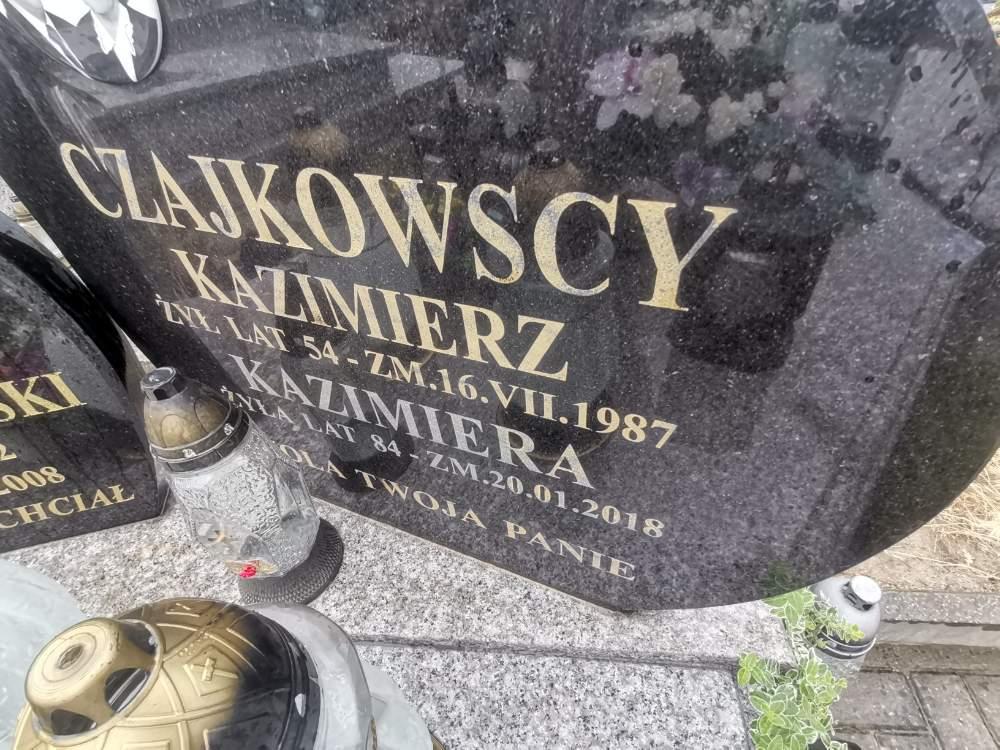 CZAJKOWSCY
KAZIMIERZ
ŻYŁ LAT 54 - ZM.16.VII.1987
KAZIMIERA
ŻYŁA LAT 84 - ZM.20.01.2018
TWOJA PANIE
SKI
2
2008
CHCIAŁ